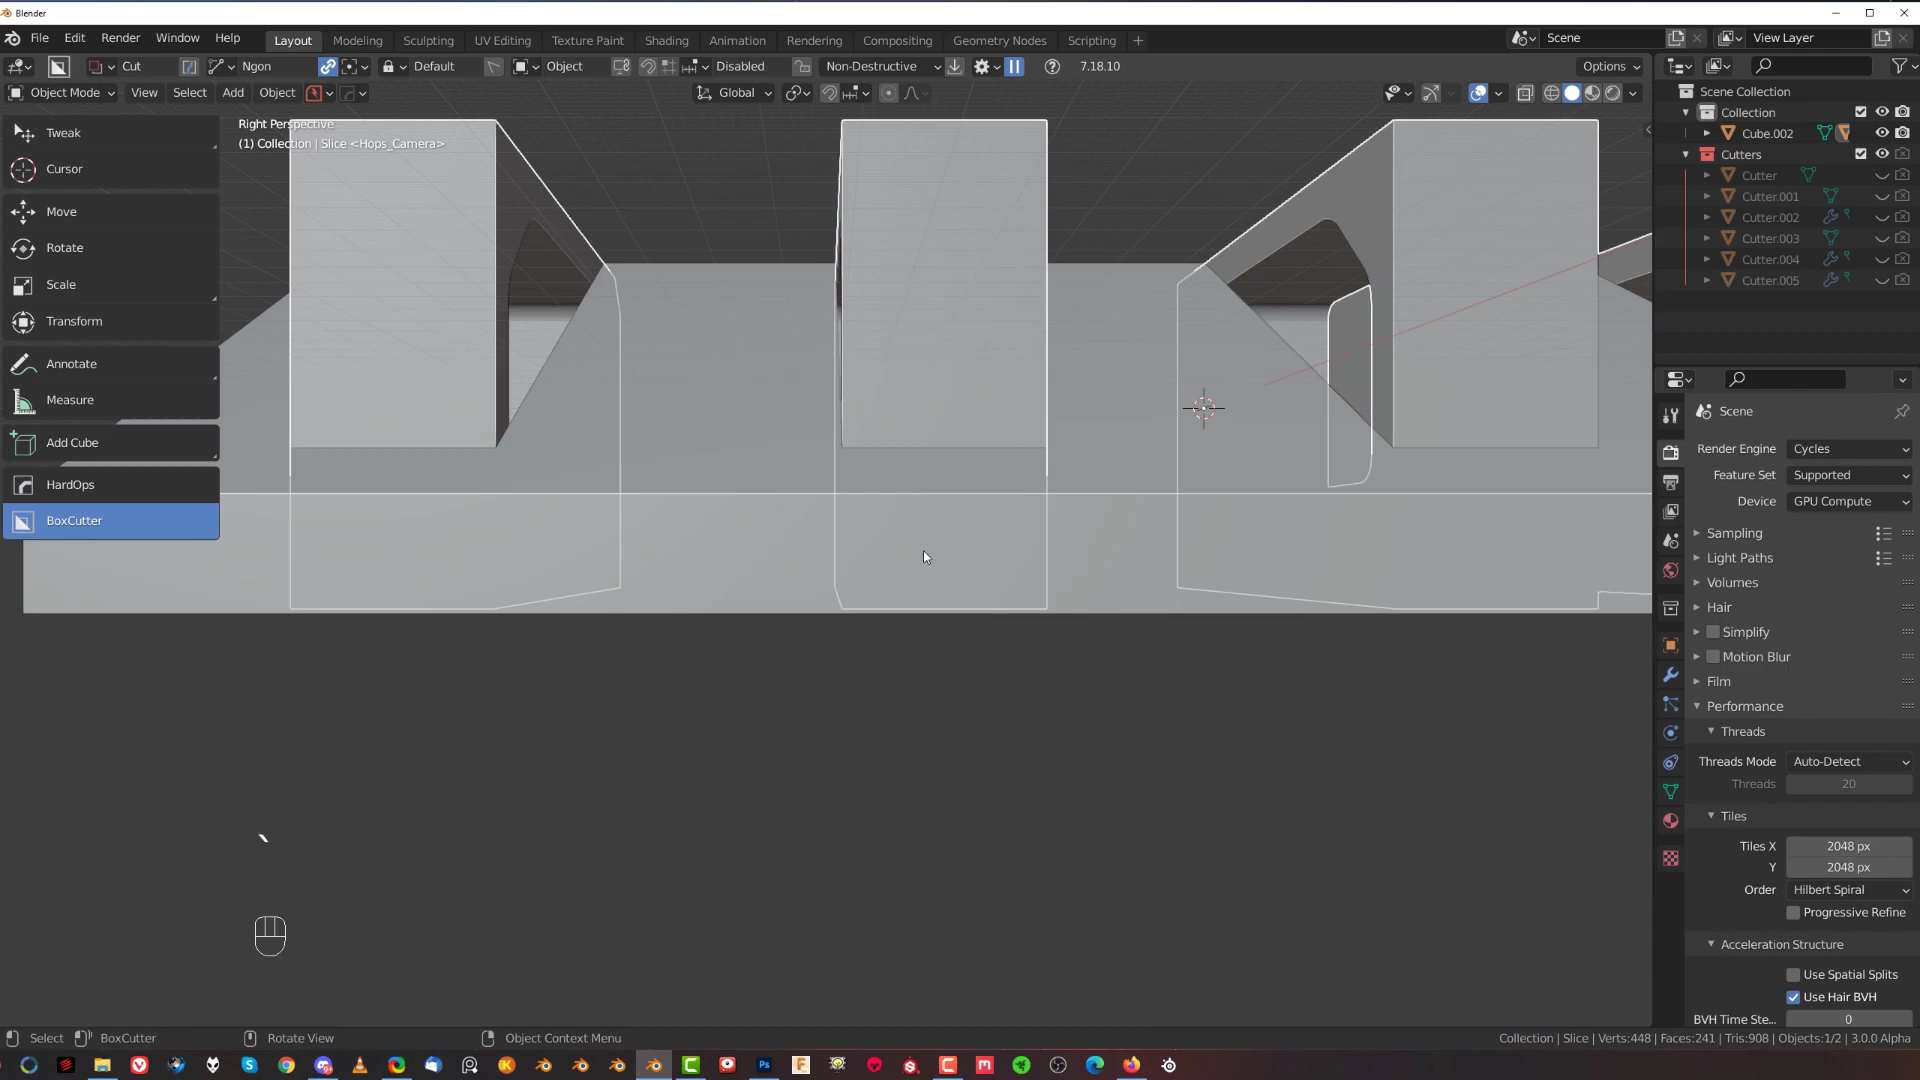 Blender
File Edit Render Window Help Layout Modeling Sculpting UV Editing Texture Paint Shading Animation Rendering Compositing Geometry Nodes Scripting + Scene View Layer
Cut Ngon Default Object Disabled Non-Destructive 7.18.10 Options
Object Mode View Select Add Object Global
Right Perspective
(1) Collection | Slice <Hops_Camera>
Tweak
Cursor
Move
Rotate
Scale
Transform
Annotate
Measure
Add Cube
HardOps
BoxCutter
`
Scene Collection
Collection
Cube.002
Cutters
Cutter
Cutter.001
Cutter.002
Cutter.003
Cutter.004
Cutter.005
Scene
Render Engine Cycles
Feature Set Supported
Device GPU Compute
Sampling
Light Paths
Volumes
Hair
Simplify
Motion Blur
Film
Performance
Threads
Threads Mode Auto-Detect
Threads 20
Tiles
Tiles X 2048 px
Y 2048 px
Order Hilbert Spiral
Progressive Refine
Acceleration Structure
Use Spatial Splits
Use Hair BVH
BVH Time Ste... 0
Select BoxCutter Rotate View Object Context Menu Collection | Slice | Verts:448 | Faces:241 | Tris:908 | Objects:1/2 | 3.0.0 Alpha